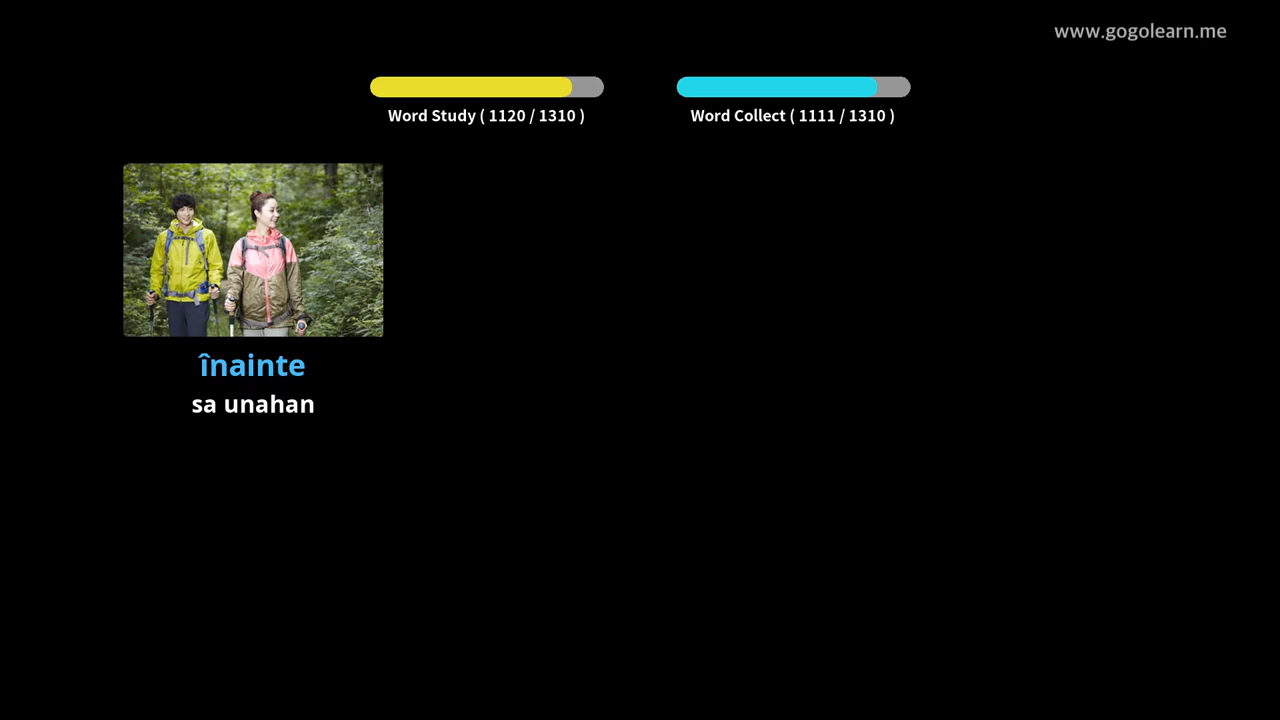 www.gogolearn.me
Word Study ( 1120 / 1310 )
Word Collect ( 1111 / 1310 )
înainte
sa unahan